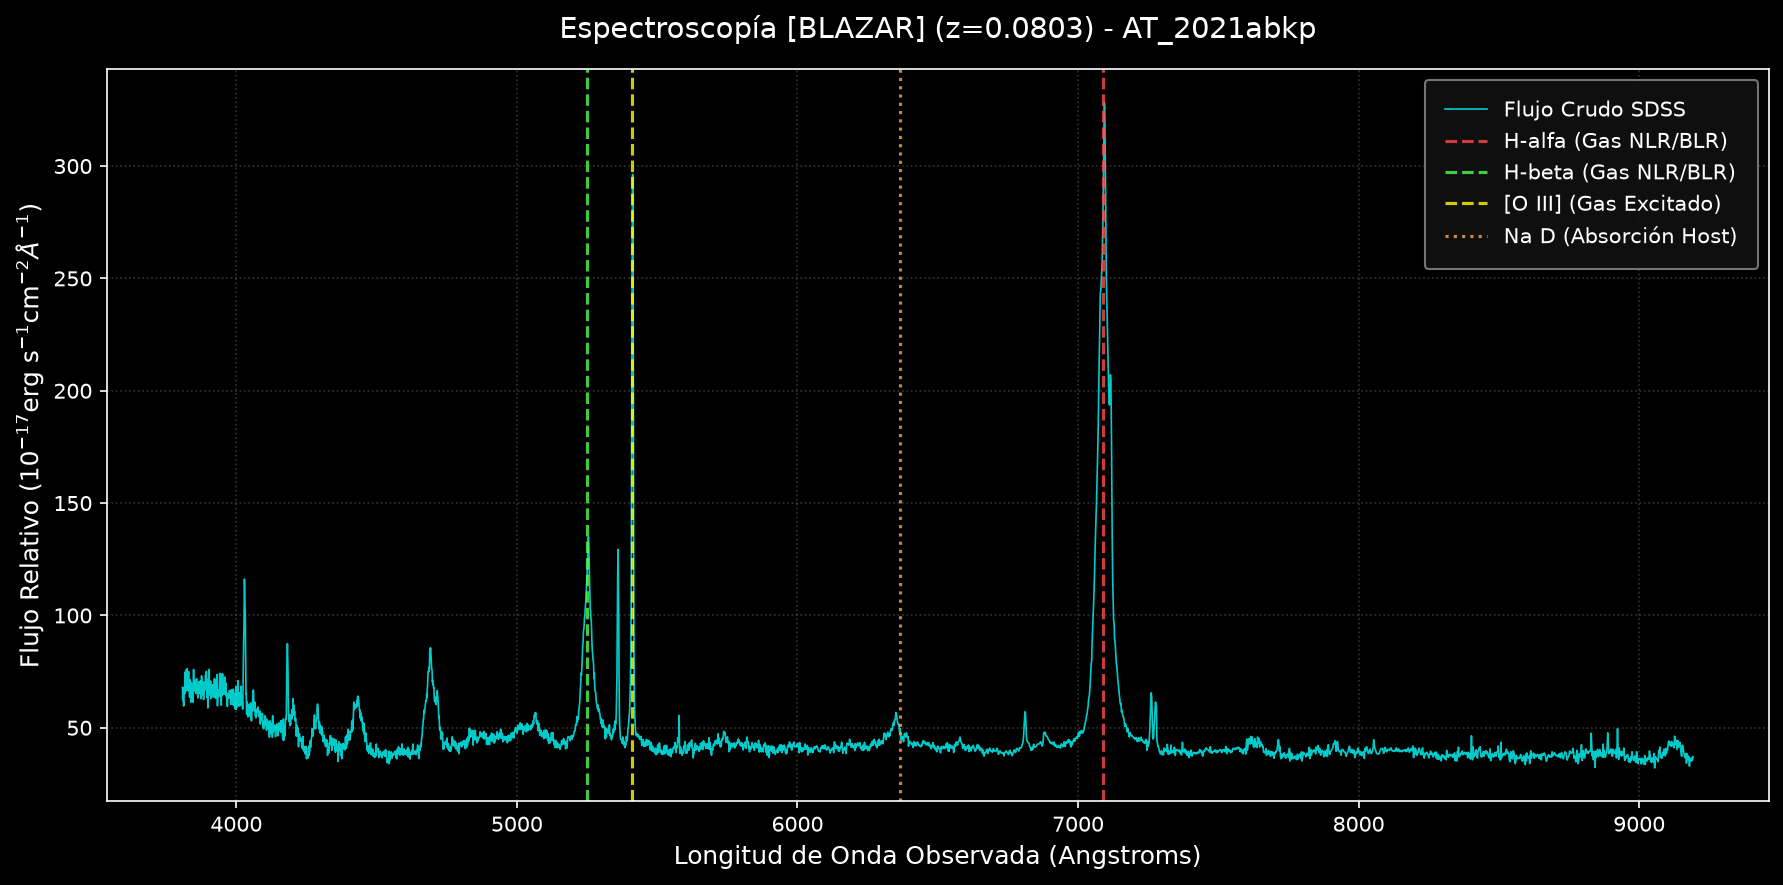 Espectroscopía [BLAZAR] (z=0.0803) - AT_2021abkp
Flujo Crudo SDSS
H-alfa (Gas NLR/BLR)
H-beta (Gas NLR/BLR)
[O III] (Gas Excitado)
Na D (Absorción Host)
Flujo Relativo (10⁻¹⁷erg s⁻¹cm⁻²Å⁻¹)
300
250
200
150
100
50
4000 5000 6000 7000 8000 9000
Longitud de Onda Observada (Angstroms)